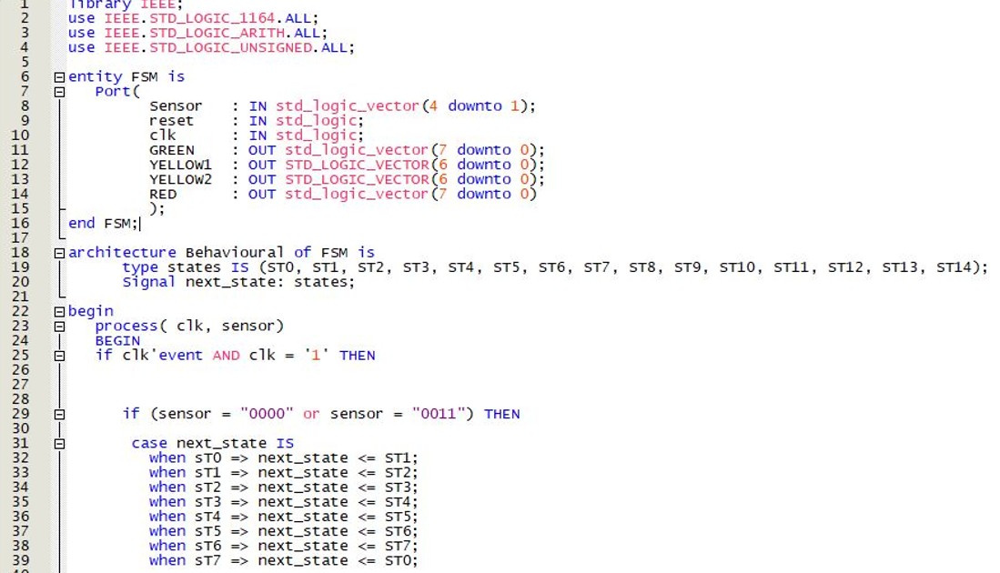 1 library IEEE;
2 use IEEE.STD_LOGIC_1164.ALL;
3 use IEEE.STD_LOGIC_ARITH.ALL;
4 use IEEE.STD_LOGIC_UNSIGNED.ALL;
5
6 entity FSM is
7 Port(
8 Sensor : IN std_logic_vector(4 downto 1);
9 reset : IN std_logic;
10 clk : IN std_logic;
11 GREEN : OUT std_logic_vector(7 downto 0);
12 YELLOW1 : OUT STD_LOGIC_VECTOR(6 downto 0);
13 YELLOW2 : OUT STD_LOGIC_VECTOR(6 downto 0);
14 RED : OUT std_logic_vector(7 downto 0)
15 );
16 end FSM;
17
18 architecture Behavioural of FSM is
19 type states IS (ST0, ST1, ST2, ST3, ST4, ST5, ST6, ST7, ST8, ST9, ST10, ST11, ST12, ST13, ST14);
20 Signal next_state: states;
21
22 begin
23 process( clk, sensor)
24 BEGIN
25 if clk'event AND clk = '1' THEN
26
27
28
29 if (sensor = "0000" or sensor = "0011") THEN
30
31 case next_state IS
32 when sT0 => next_state <= ST1;
33 when sT1 => next_state <= ST2;
34 when sT2 => next_state <= ST3;
35 when sT3 => next_state <= ST4;
36 when sT4 => next_state <= ST5;
37 when sT5 => next_state <= ST6;
38 when sT6 => next_state <= ST7;
39 when sT7 => next_state <= ST0;